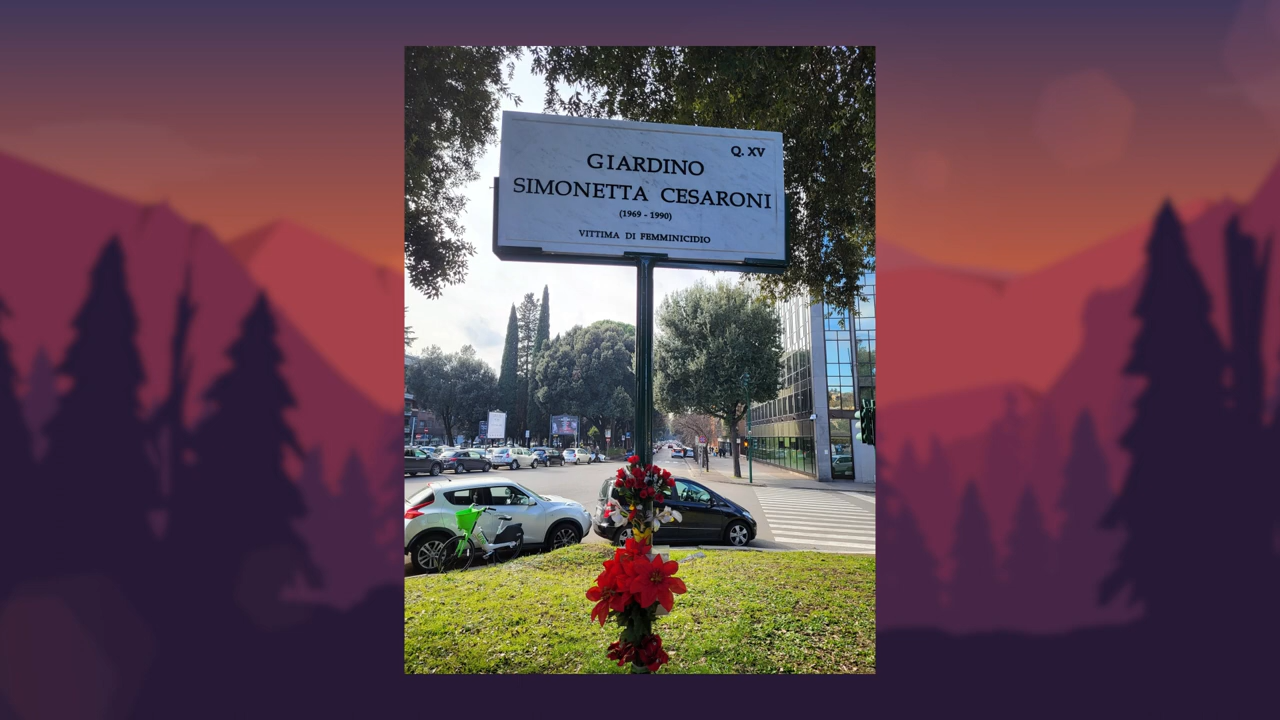 Q. XV
GIARDINO
SIMONETTA CESARONI
(1969 - 1990)
VITTIMA DI FEMMINICIDIO